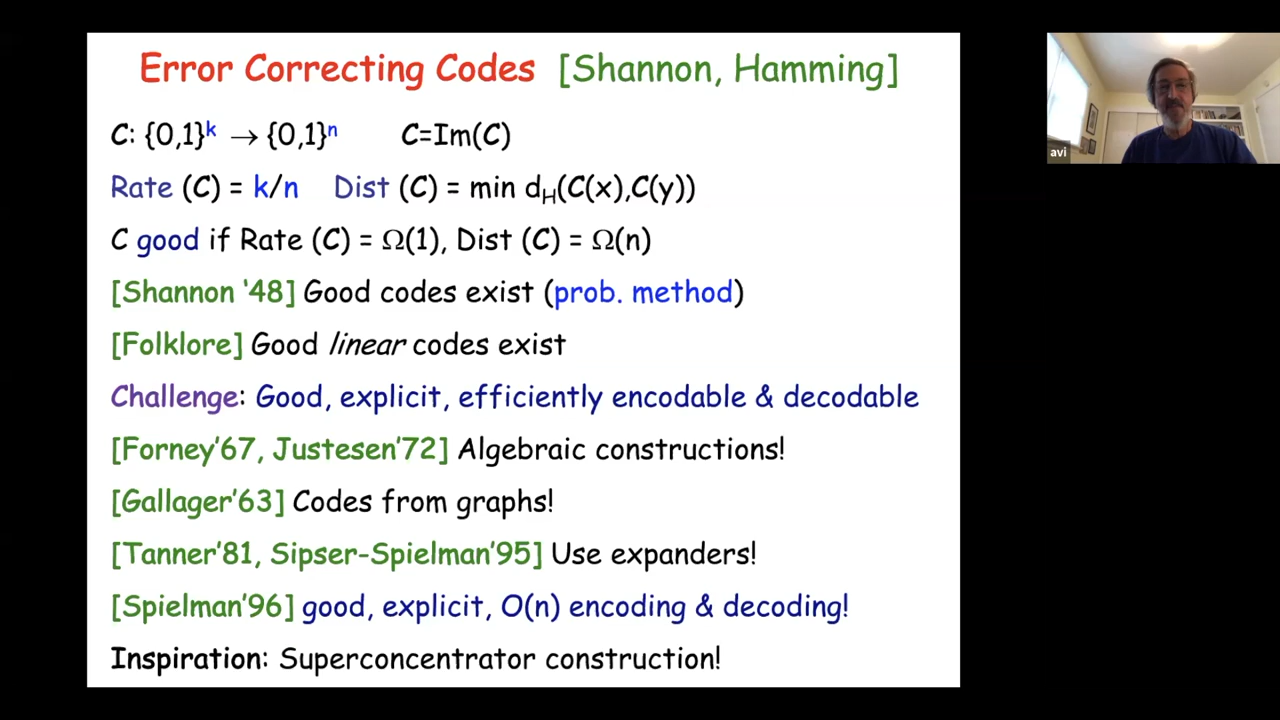 Error Correcting Codes [Shannon, Hamming]
C: {0,1}ᵏ → {0,1}ⁿ C=Im(C)
Rate (C) = k/n Dist (C) = min d_H(C(x),C(y))
C good if Rate (C) = Ω(1), Dist (C) = Ω(n)
[Shannon '48] Good codes exist (prob. method)
[Folklore] Good linear codes exist
Challenge: Good, explicit, efficiently encodable & decodable
[Forney'67, Justesen'72] Algebraic constructions!
[Gallager'63] Codes from graphs!
[Tanner'81, Sipser-Spielman'95] Use expanders!
[Spielman'96] good, explicit, O(n) encoding & decoding!
Inspiration: Superconcentrator construction!
avi